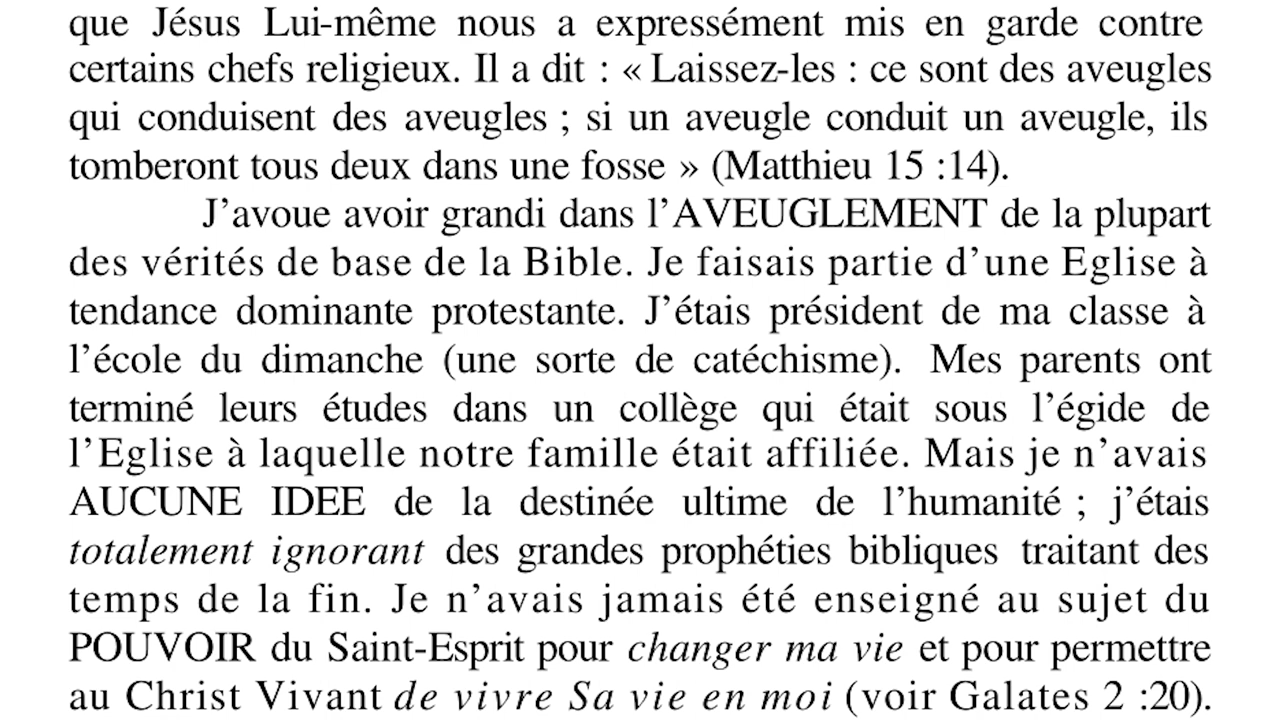 que Jésus Lui-même nous a expressément mis en garde contre
certains chefs religieux. Il a dit : « Laissez-les : ce sont des aveugles
qui conduisent des aveugles ; si un aveugle conduit un aveugle, ils
tomberont tous deux dans une fosse » (Matthieu 15 :14).
J’avoue avoir grandi dans l’AVEUGLEMENT de la plupart
des vérités de base de la Bible. Je faisais partie d’une Eglise à
tendance dominante protestante. J’étais président de ma classe à
l’école du dimanche (une sorte de catéchisme). Mes parents ont
terminé leurs études dans un collège qui était sous l’égide de
l’Eglise à laquelle notre famille était affiliée. Mais je n’avais
AUCUNE IDEE de la destinée ultime de l’humanité ; j’étais
totalement ignorant des grandes prophéties bibliques traitant des
temps de la fin. Je n’avais jamais été enseigné au sujet du
POUVOIR du Saint-Esprit pour changer ma vie et pour permettre
au Christ Vivant de vivre Sa vie en moi (voir Galates 2 :20).